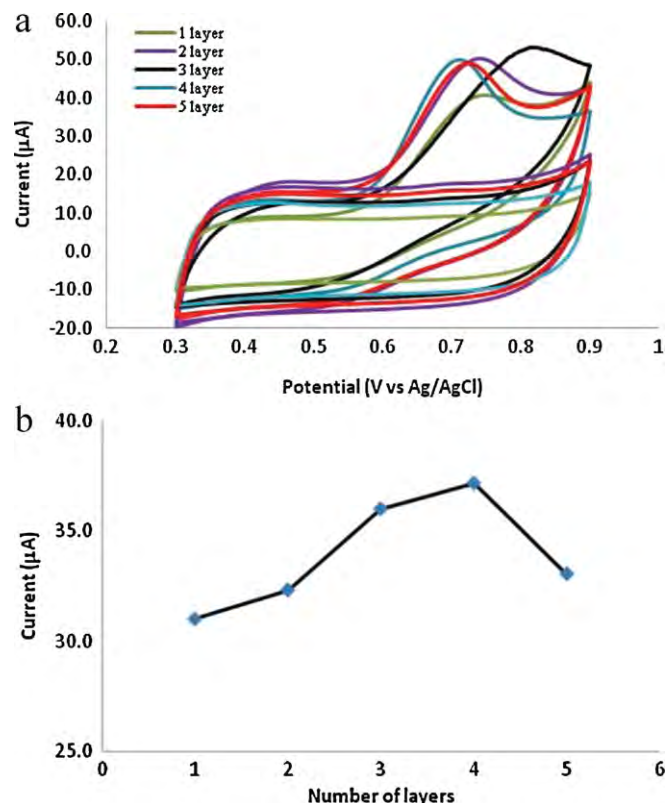 a
60.0
50.0
40.0
30.0
20.0
10.0
0.0
-10.0
-20.0
1 layer
2 layer
3 layer
4 layer
5 layer
Current (µA)
0.2 0.3 0.4 0.5 0.6 0.7 0.8 0.9 1
Potential (V vs Ag/AgCl)
b
40.0
35.0
30.0
25.0
Current (µA)
0 1 2 3 4 5 6
Number of layers